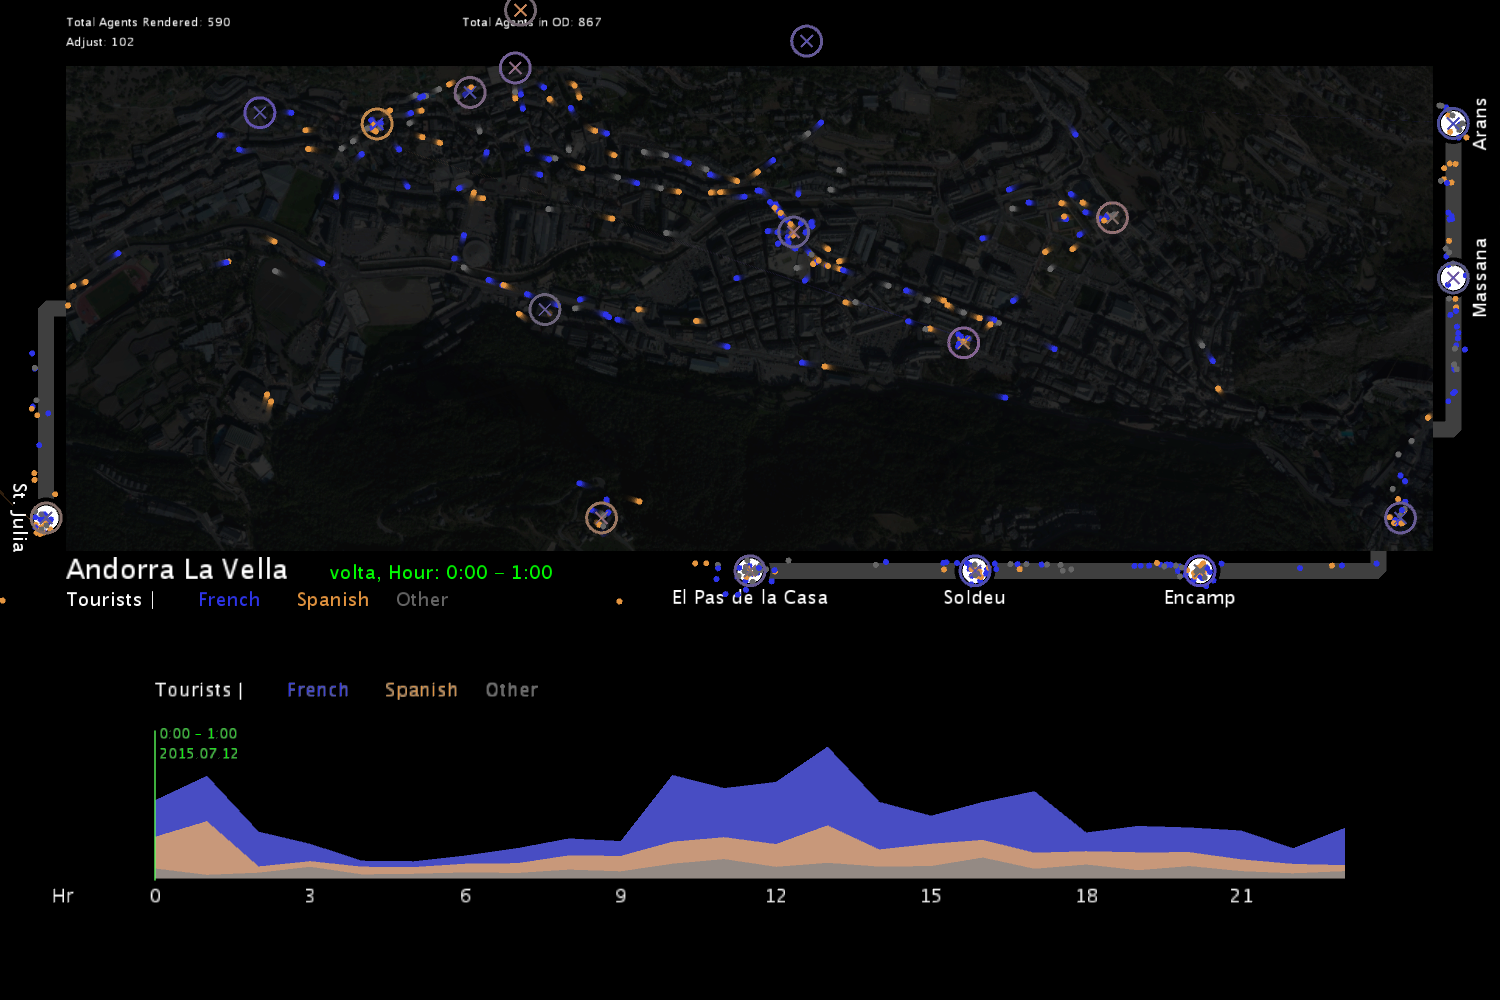 Total Agents Rendered: 590
Total Agents in OD: 867
Adjust: 102
Arans
Massana
St. Julia
Andorra La Vella
volta, Hour: 0:00 – 1:00
Tourists | French Spanish Other
El Pas de la Casa
Soldeu
Encamp
Tourists | French Spanish Other
0:00 – 1:00
2015.07.12
Hr 0 3 6 9 12 15 18 21